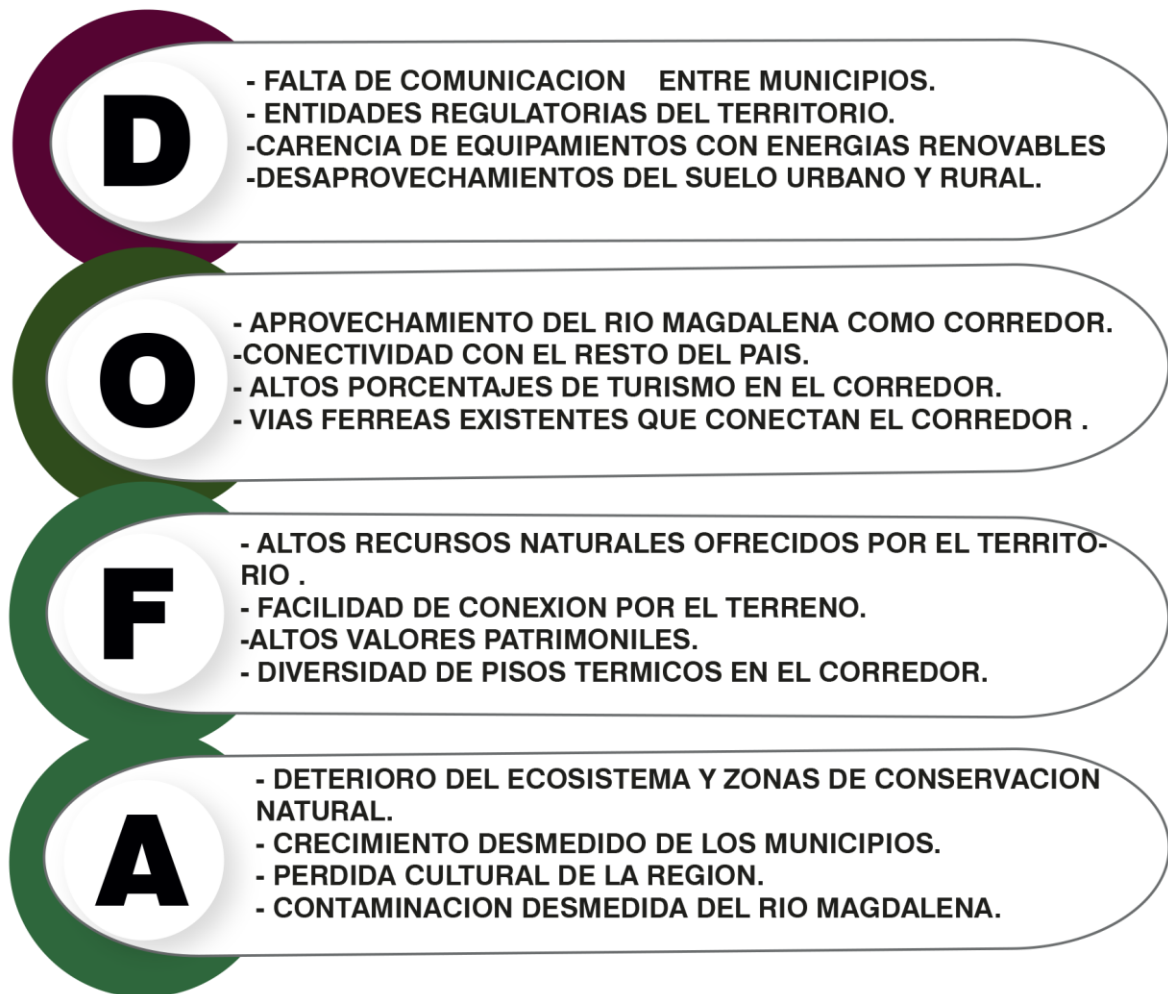 D
- FALTA DE COMUNICACION    ENTRE MUNICIPIOS.
- ENTIDADES REGULATORIAS DEL TERRITORIO.
-CARENCIA DE EQUIPAMIENTOS CON ENERGIAS RENOVABLES
-DESAPROVECHAMIENTOS DEL SUELO URBANO Y RURAL.
O
- APROVECHAMIENTO DEL RIO MAGDALENA COMO CORREDOR.
-CONECTIVIDAD CON EL RESTO DEL PAIS.
- ALTOS PORCENTAJES DE TURISMO EN EL CORREDOR.
- VIAS FERREAS EXISTENTES QUE CONECTAN EL CORREDOR .
F
- ALTOS RECURSOS NATURALES OFRECIDOS POR EL TERRITO-
RIO .
- FACILIDAD DE CONEXION POR EL TERRENO.
-ALTOS VALORES PATRIMONILES.
- DIVERSIDAD DE PISOS TERMICOS EN EL CORREDOR.
A
- DETERIORO DEL ECOSISTEMA Y ZONAS DE CONSERVACION
NATURAL.
- CRECIMIENTO DESMEDIDO DE LOS MUNICIPIOS.
- PERDIDA CULTURAL DE LA REGION.
- CONTAMINACION DESMEDIDA DEL RIO MAGDALENA.